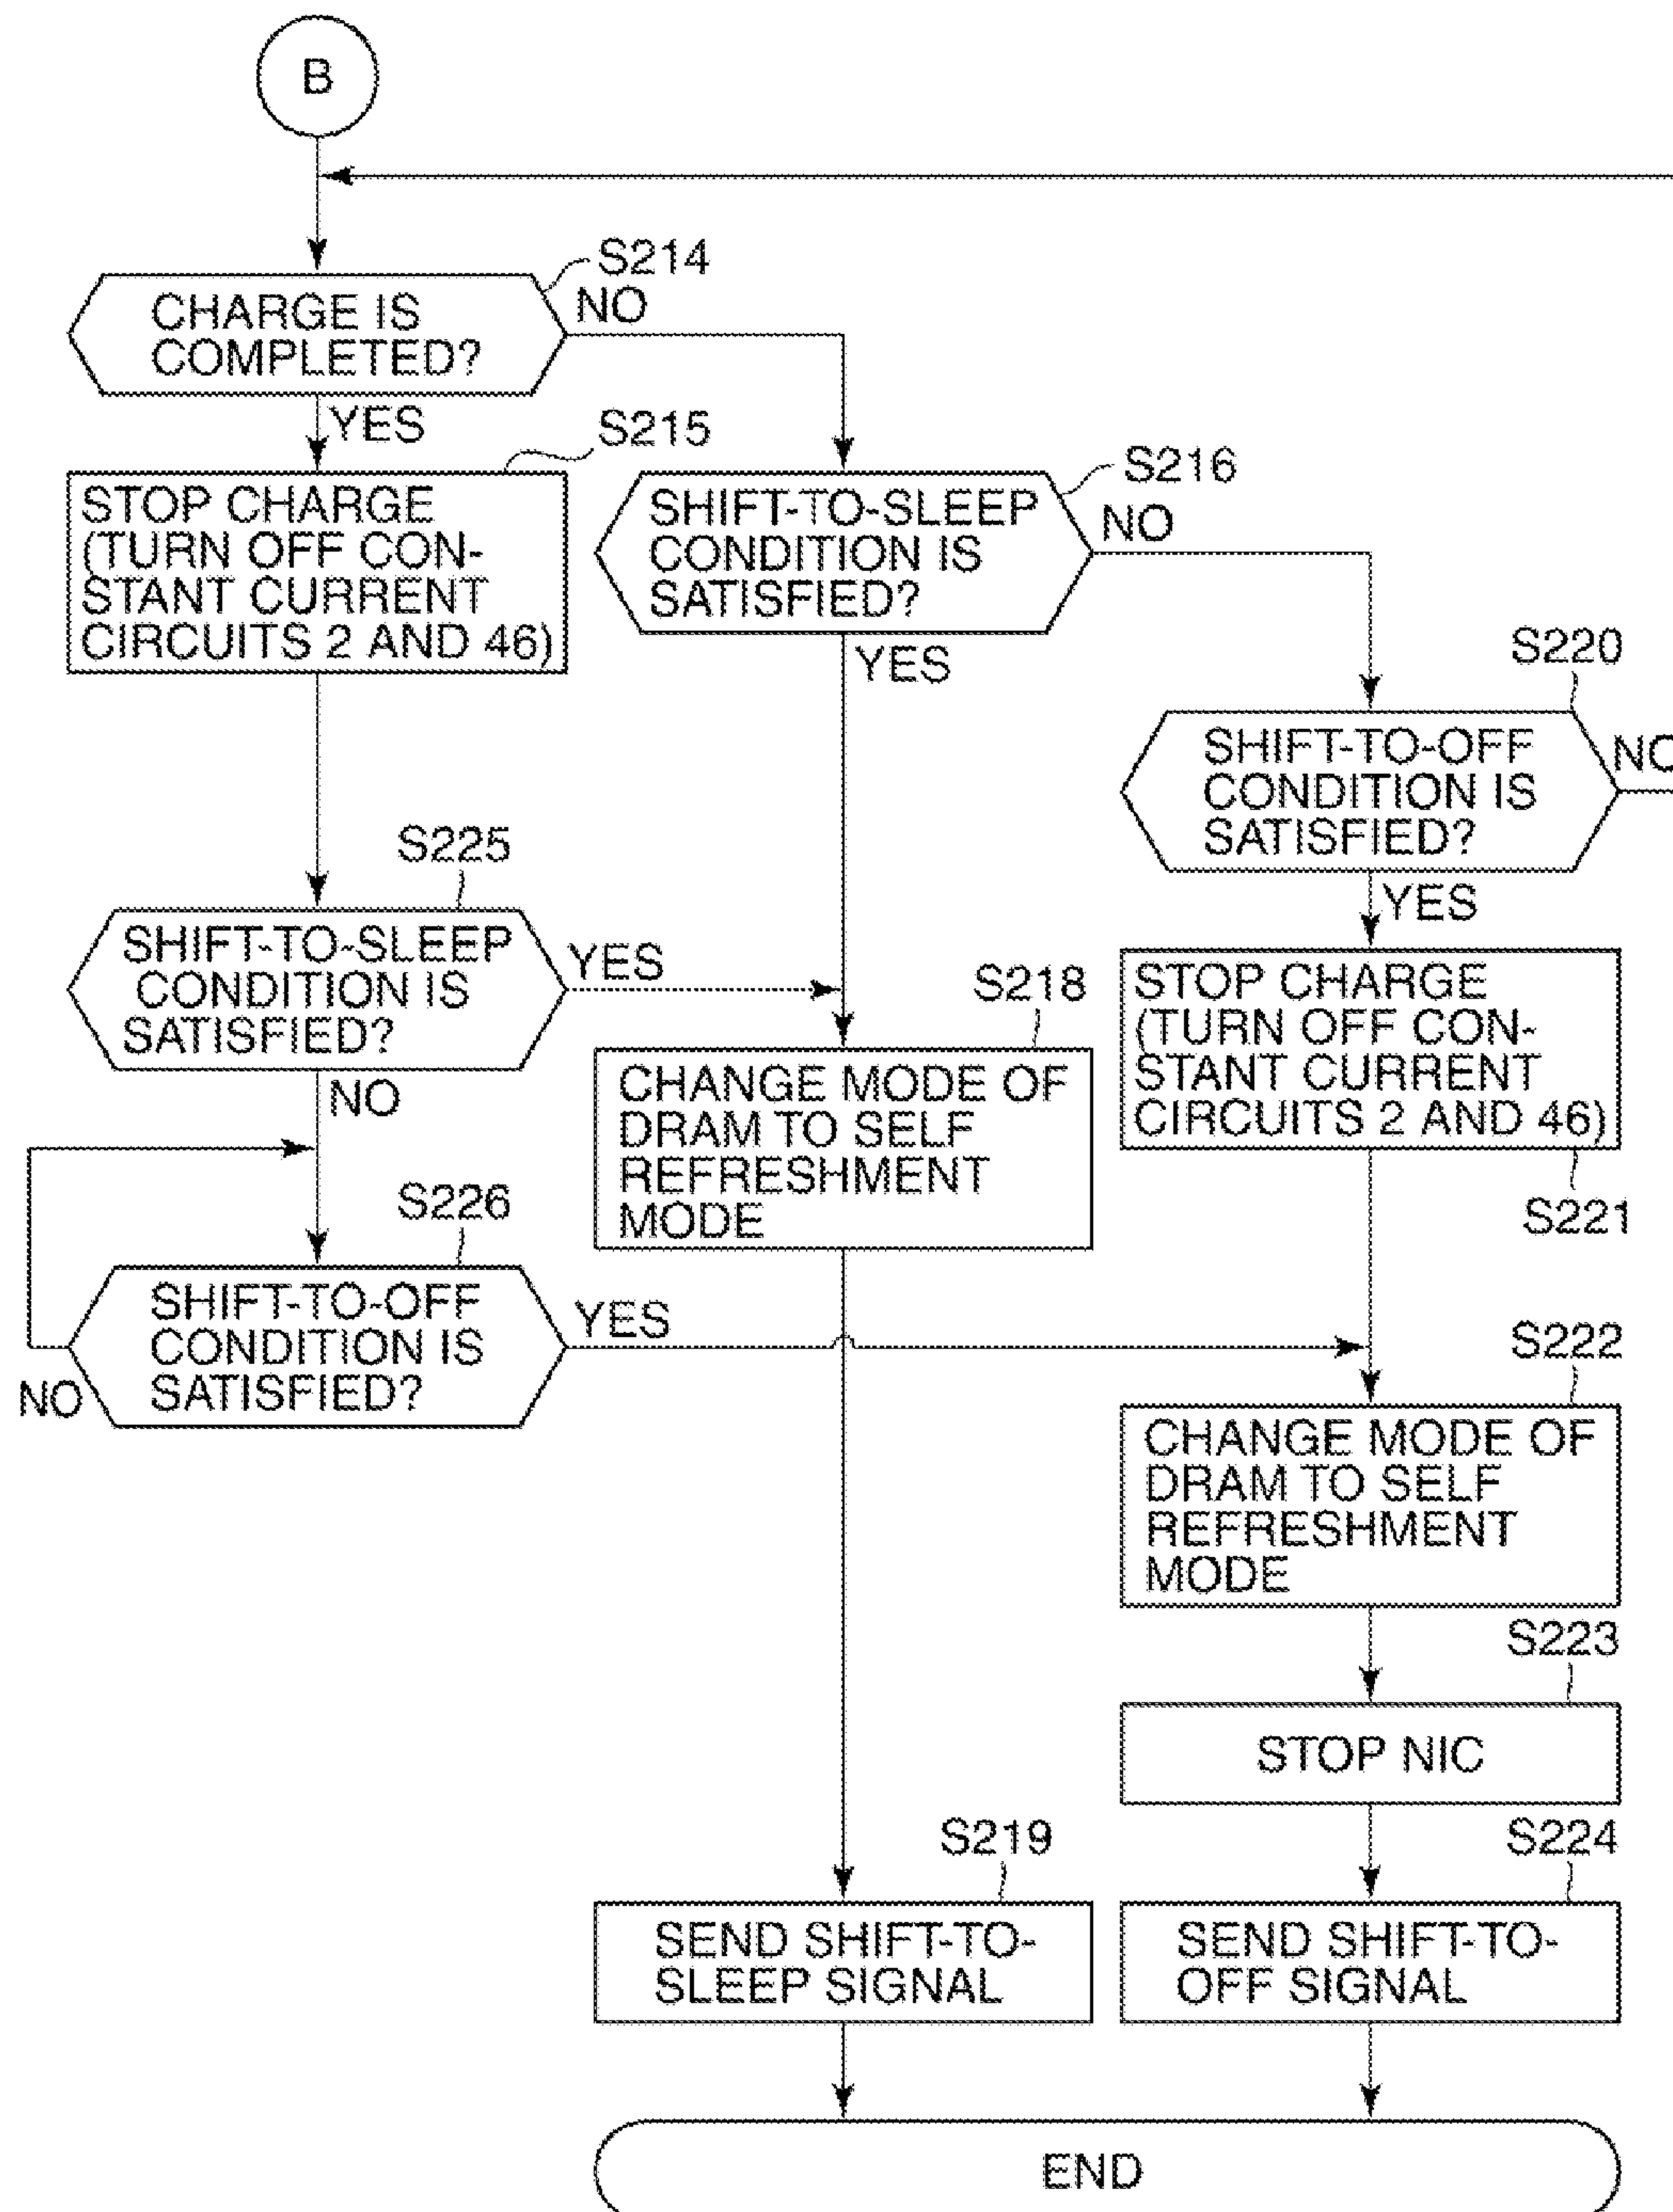 B
S214
CHARGE IS
COMPLETED?
NO
YES
S215
STOP CHARGE
(TURN OFF CON-
STANT CURRENT
CIRCUITS 2 AND 46)
S216
SHIFT-TO-SLEEP
CONDITION IS
SATISFIED?
NO
YES
S220
SHIFT-TO-OFF
CONDITION IS
SATISFIED?
NO
YES
S225
SHIFT-TO-SLEEP
CONDITION IS
SATISFIED?
YES
NO
S218
CHANGE MODE OF
DRAM TO SELF
REFRESHMENT
MODE
STOP CHARGE
(TURN OFF CON-
STANT CURRENT
CIRCUITS 2 AND 46)
S221
S226
SHIFT-TO-OFF
CONDITION IS
SATISFIED?
YES
NO
S222
CHANGE MODE OF
DRAM TO SELF
REFRESHMENT
MODE
S223
STOP NIC
S219
SEND SHIFT-TO-
SLEEP SIGNAL
S224
SEND SHIFT-TO-
OFF SIGNAL
END